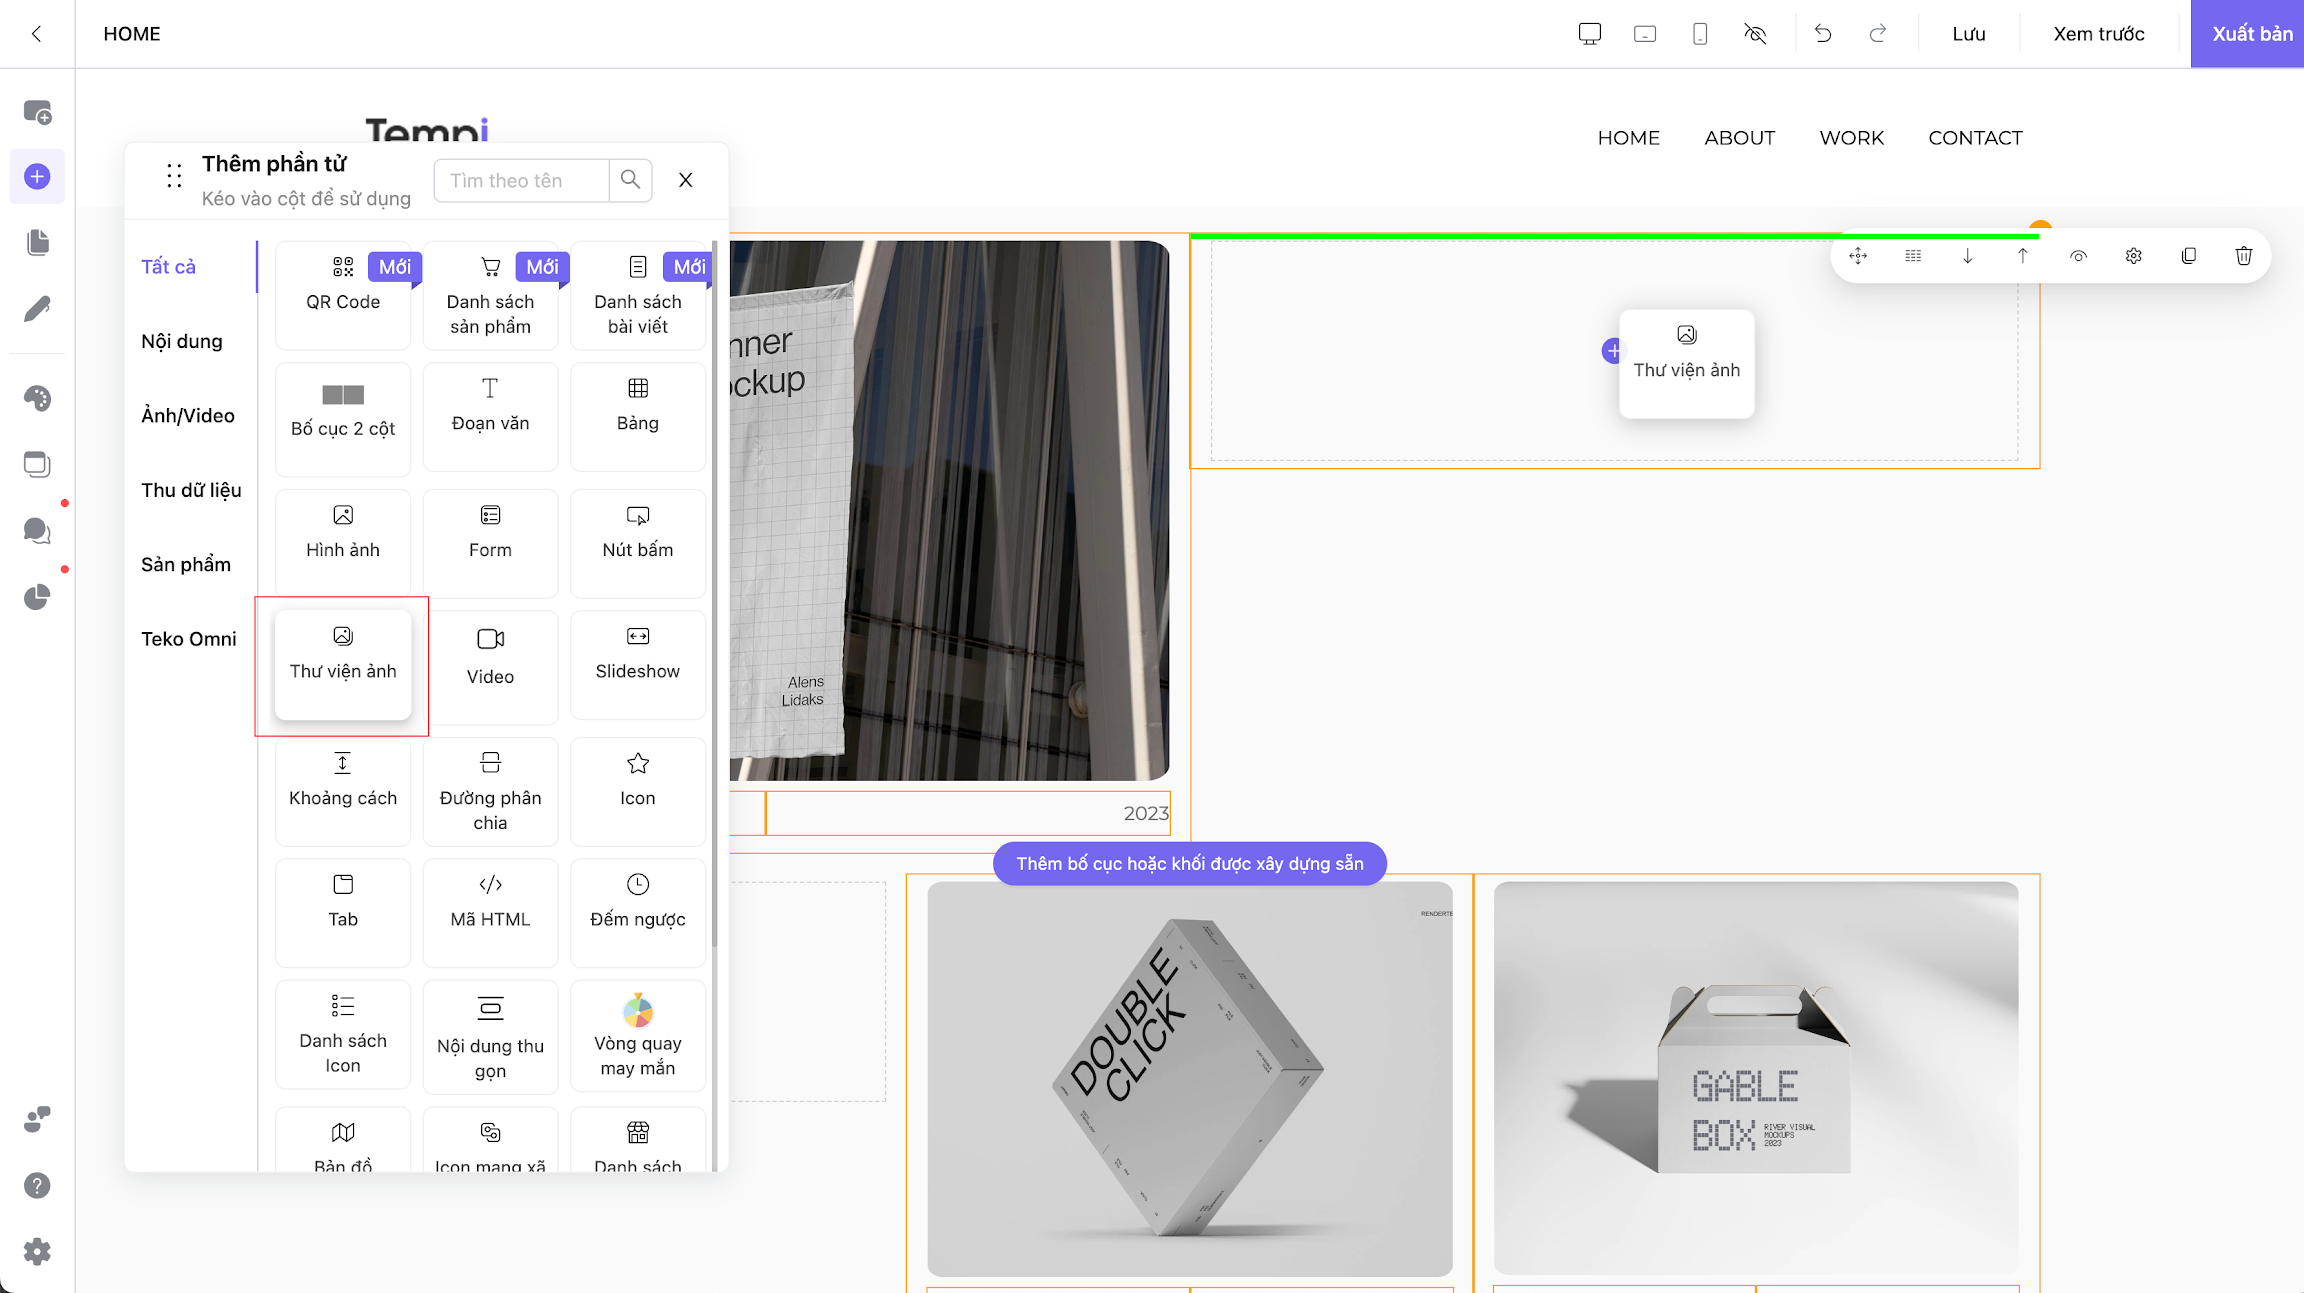 HOME
Lưu
Xem trước
Xuất bản
Tempi
HOME
ABOUT
WORK
CONTACT
Thêm phần tử
Kéo vào cột để sử dụng
Tìm theo tên
Tất cả
Nội dung
Ảnh/Video
Thu dữ liệu
Sản phẩm
Teko Omni
Mới
QR Code
Mới
Danh sách
sản phẩm
Mới
Danh sách
bài viết
Bố cục 2 cột
Đoạn văn
Bảng
Hình ảnh
Form
Nút bấm
Thư viện ảnh
Video
Slideshow
Khoảng cách
Đường phân
chia
Icon
Tab
Mã HTML
Đếm ngược
Danh sách
Icon
Nội dung thu
gọn
Vòng quay
may mắn
Bản đồ
Icon mạng xã
Danh sách
Alens
Lidaks
2023
Thư viện ảnh
Thêm bố cục hoặc khối được xây dựng sẵn
DOUBLE
CLICK
GABLE
BOX
RIVER VISUAL
MOCKUPS
2023